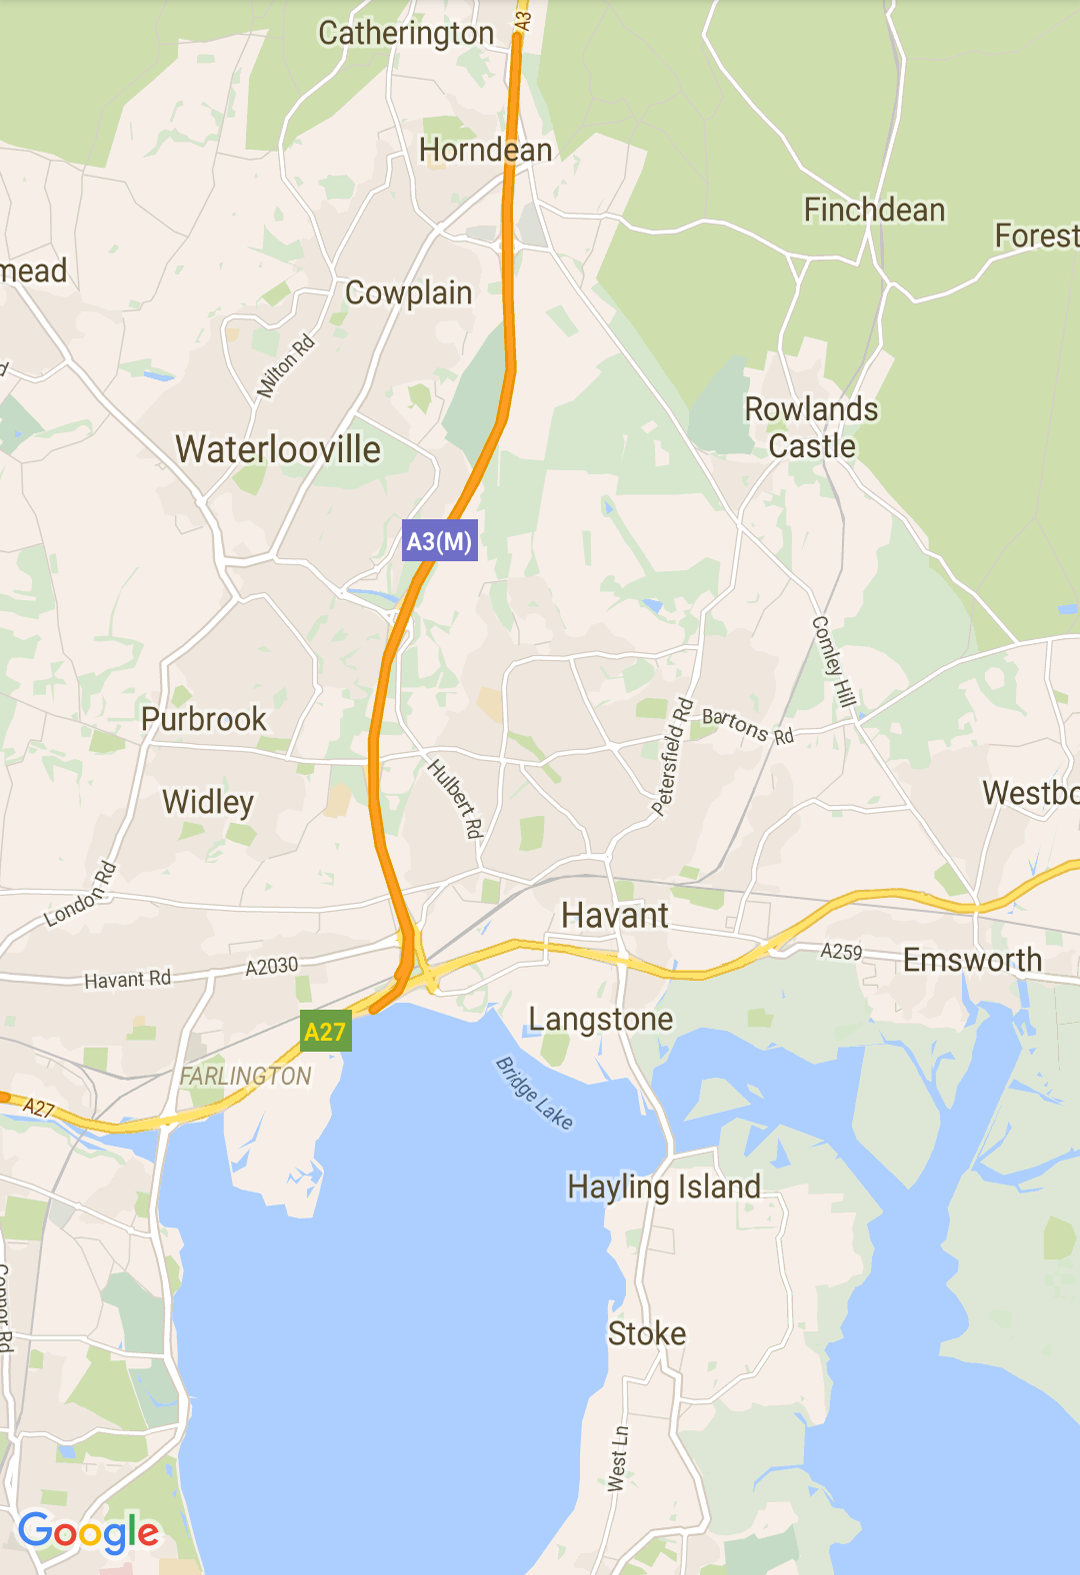 A3
Catherington
Horndean
Finchdean
Forest
mead
Cowplain
Milton Rd
Rowlands
Castle
Waterlooville
A3(M)
Comley Hill
Purbrook
Petersfield Rd
Bartons Rd
Hulbert Rd
Widley
Westbo
London Rd
Havant
A259
Emsworth
Havant Rd
A2030
Langstone
A27
FARLINGTON
Bridge Lake
A27
Hayling Island
Stoke
West Ln
Google